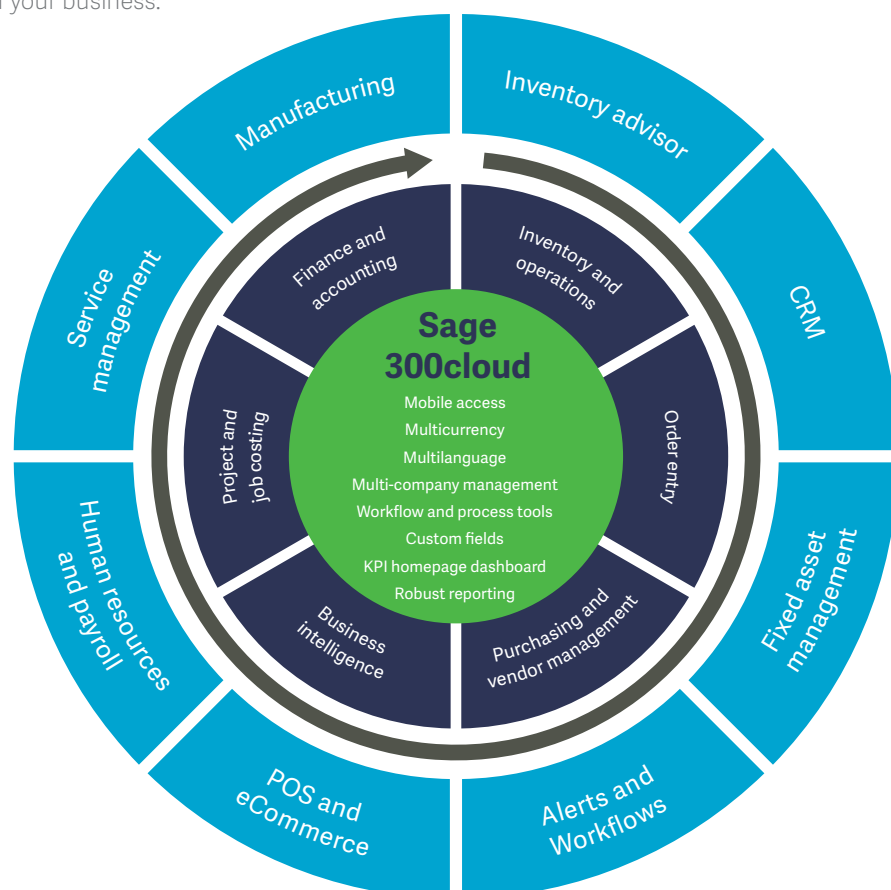 your business.
Manufacturing
Inventory advisor
CRM
Fixed asset
management
Alerts and
Workflows
POS and
eCommerce
Human resources
and payroll
Service
management
Finance and
accounting
Inventory and
operations
Order entry
Purchasing and
vendor management
Business
intelligence
Project and
job costing
Sage
300cloud
Mobile access
Multicurrency
Multilanguage
Multi-company management
Workflow and process tools
Custom fields
KPI homepage dashboard
Robust reporting